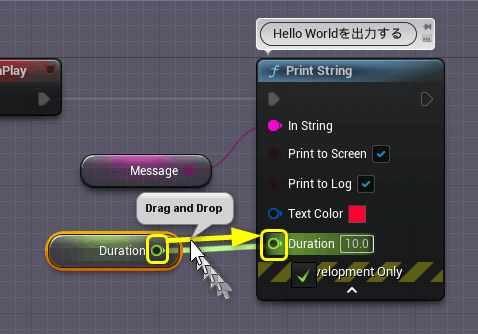 Hello Worldを出力する
nPlay
Print String
In String
Message
Print to Screen
Print to Log
Drag and Drop
Text Color
Duration
Duration 10.0
velopment Only